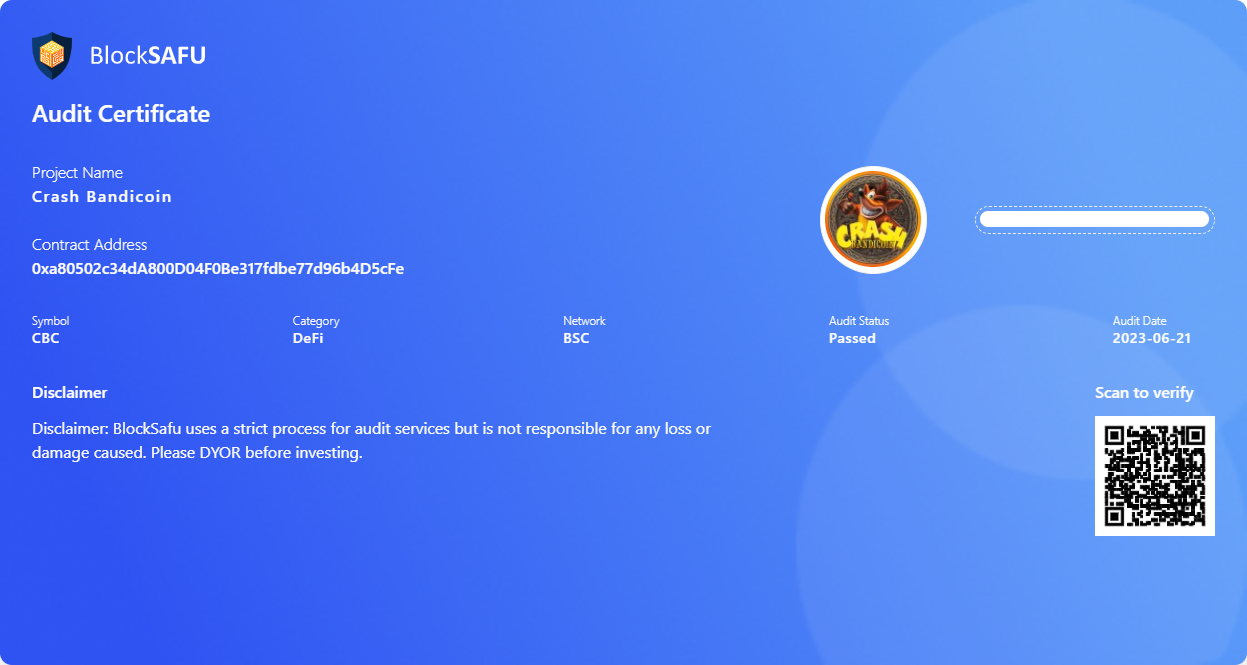 BlockSAFU
Audit Certificate
Project Name
Crash Bandicoin
Contract Address
0xa80502c34dA800D04F0Be317fdbe77d96b4D5cFe
CRASH
BANDICOIN
Symbol
CBC
Category
DeFi
Network
BSC
Audit Status
Passed
Audit Date
2023-06-21
Disclaimer
Disclaimer: BlockSafu uses a strict process for audit services but is not responsible for any loss or
damage caused. Please DYOR before investing.
Scan to verify